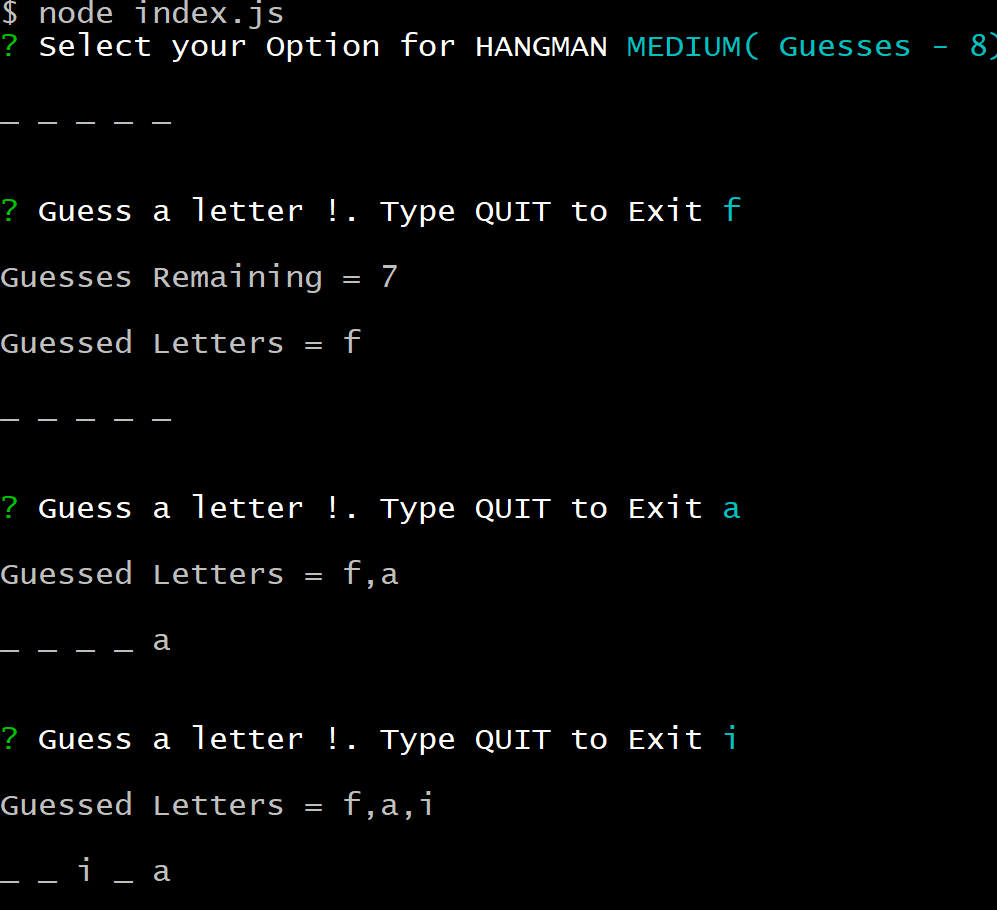 $ node index.js
? Select your Option for HANGMAN MEDIUM( Guesses - 8)
_ _ _ _ _
? Guess a letter !. Type QUIT to Exit f
Guesses Remaining = 7
Guessed Letters = f
_ _ _ _ _
? Guess a letter !. Type QUIT to Exit a
Guessed Letters = f,a
_ _ _ _ a
? Guess a letter !. Type QUIT to Exit i
Guessed Letters = f,a,i
_ _ i _ a